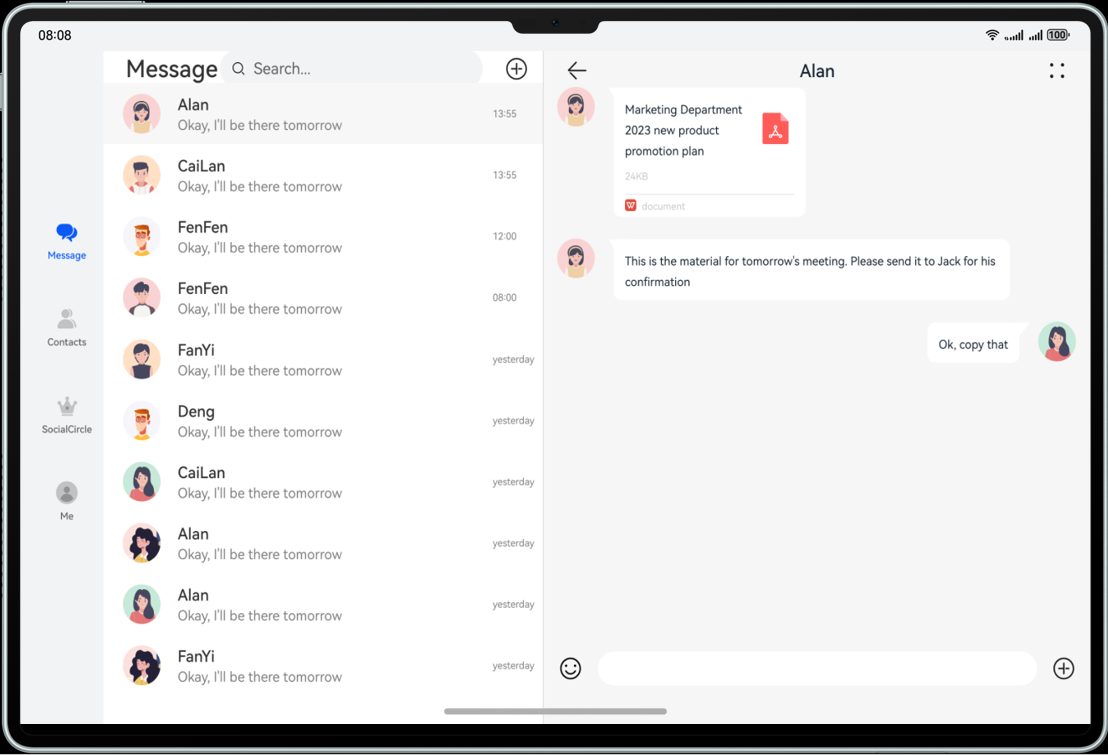 08:08
100
Message
Search...
Message
Contacts
SocialCircle
Me
Alan
13:55
Okay, I'll be there tomorrow
CaiLan
13:55
Okay, I'll be there tomorrow
FenFen
12:00
Okay, I'll be there tomorrow
FenFen
08:00
Okay, I'll be there tomorrow
FanYi
yesterday
Okay, I'll be there tomorrow
Deng
yesterday
Okay, I'll be there tomorrow
CaiLan
yesterday
Okay, I'll be there tomorrow
Alan
yesterday
Okay, I'll be there tomorrow
Alan
yesterday
Okay, I'll be there tomorrow
FanYi
yesterday
Okay, I'll be there tomorrow
Alan
Marketing Department
2023 new product
promotion plan
24KB
W document
This is the material for tomorrow's meeting. Please send it to Jack for his
confirmation
Ok, copy that